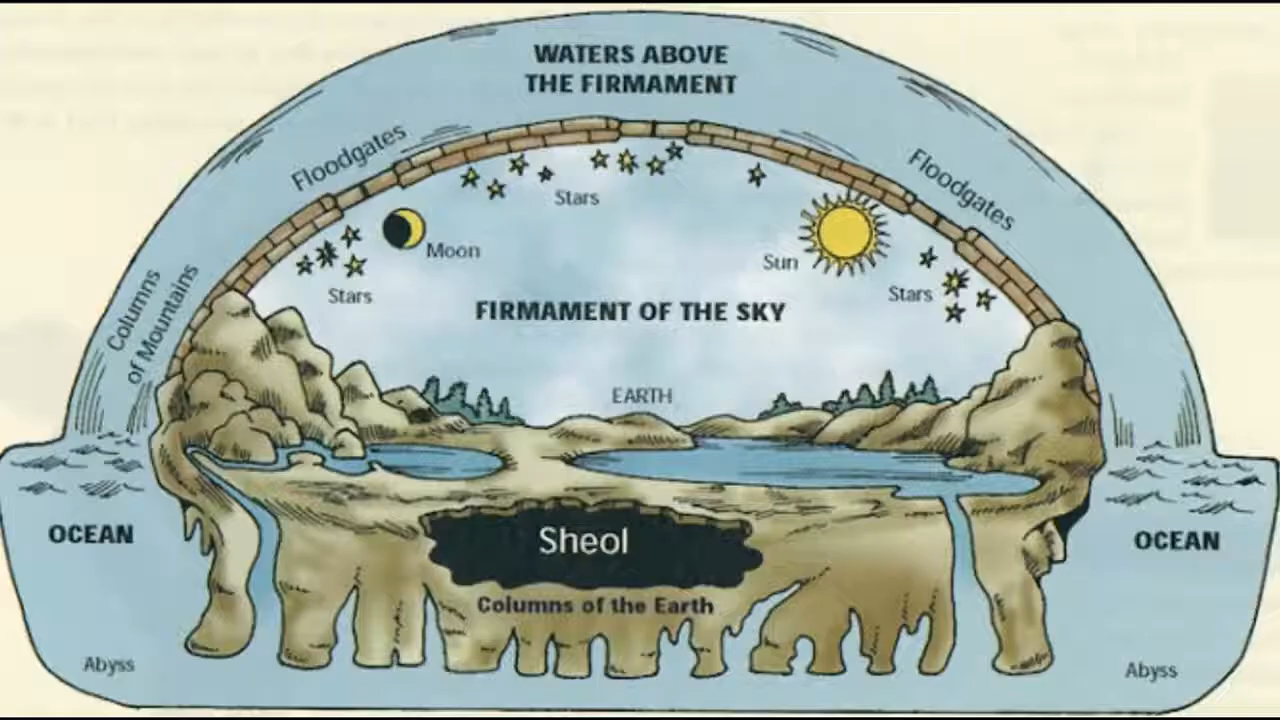 WATERS ABOVE
THE FIRMAMENT
Floodgates
Floodgates
Stars
Moon
Sun
Stars
Stars
Columns
of Mountains
FIRMAMENT OF THE SKY
EARTH
OCEAN
Sheol
OCEAN
Columns of the Earth
Abyss
Abyss